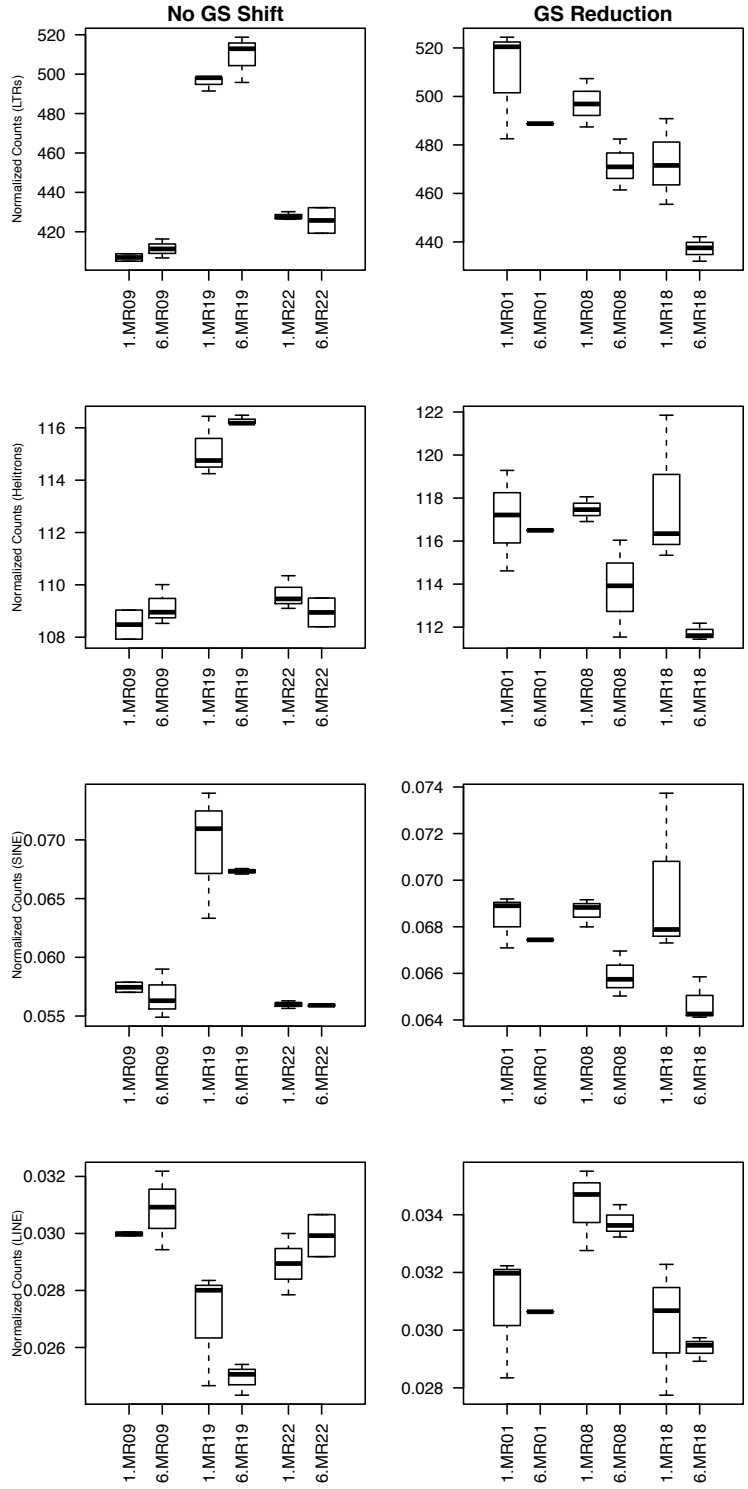 No GS Shift
GS Reduction
Normalized Counts (LTRs)
520
500
480
460
440
420
1.MR09
6.MR09
1.MR19
6.MR19
1.MR22
6.MR22
520
500
480
460
440
1.MR01
6.MR01
1.MR08
6.MR08
1.MR18
6.MR18
Normalized Counts (Helitrons)
116
114
112
110
108
1.MR09
6.MR09
1.MR19
6.MR19
1.MR22
6.MR22
122
120
118
116
114
112
1.MR01
6.MR01
1.MR08
6.MR08
1.MR18
6.MR18
Normalized Counts (SINE)
0.070
0.065
0.060
0.055
1.MR09
6.MR09
1.MR19
6.MR19
1.MR22
6.MR22
0.074
0.072
0.070
0.068
0.066
0.064
1.MR01
6.MR01
1.MR08
6.MR08
1.MR18
6.MR18
Normalized Counts (LINE)
0.032
0.030
0.028
0.026
1.MR09
6.MR09
1.MR19
6.MR19
1.MR22
6.MR22
0.034
0.032
0.030
0.028
1.MR01
6.MR01
1.MR08
6.MR08
1.MR18
6.MR18